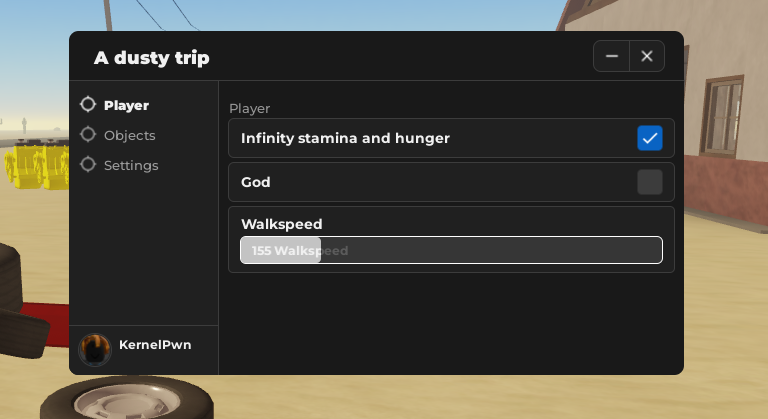 A dusty trip
Player
Objects
Settings
KernelPwn
Player
Infinity stamina and hunger
God
Walkspeed
155 Walkspeed